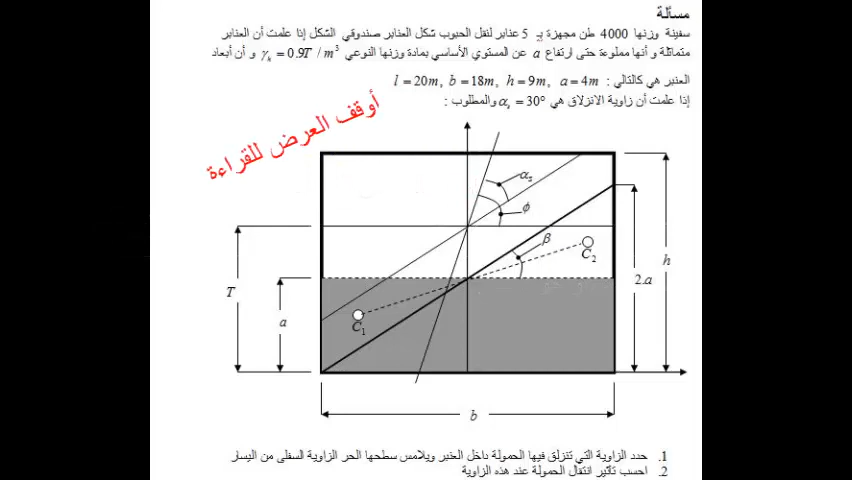 مسألة
سفينة وزنها 4000 طن مجهزة بـ 5 عنابر لنقل الحبوب شكل العنابر صندوقي الشكل إذا علمت أن العنابر
متماثلة و أنها مملوءة حتى ارتفاع a عن المستوي الأساسي بمادة وزنها النوعي γ = 0.9T / m³ و أن أبعاد
العنبر هي كالتالي : l = 20m, b = 18m, h = 9m, a = 4m
إذا علمت أن زاوية الانزلاق هي αs = 30° والمطلوب :
أوقف العرض للقراءة
αs
ϕ
β
C2
h
T
2.a
a
C1
b
1. حدد الزاوية التي تنزلق فيها الحمولة داخل العنبر ويلامس سطحها الحر الزاوية السفلى من اليسار
2. احسب تأثير انتقال الحمولة عند هذه الزاوية